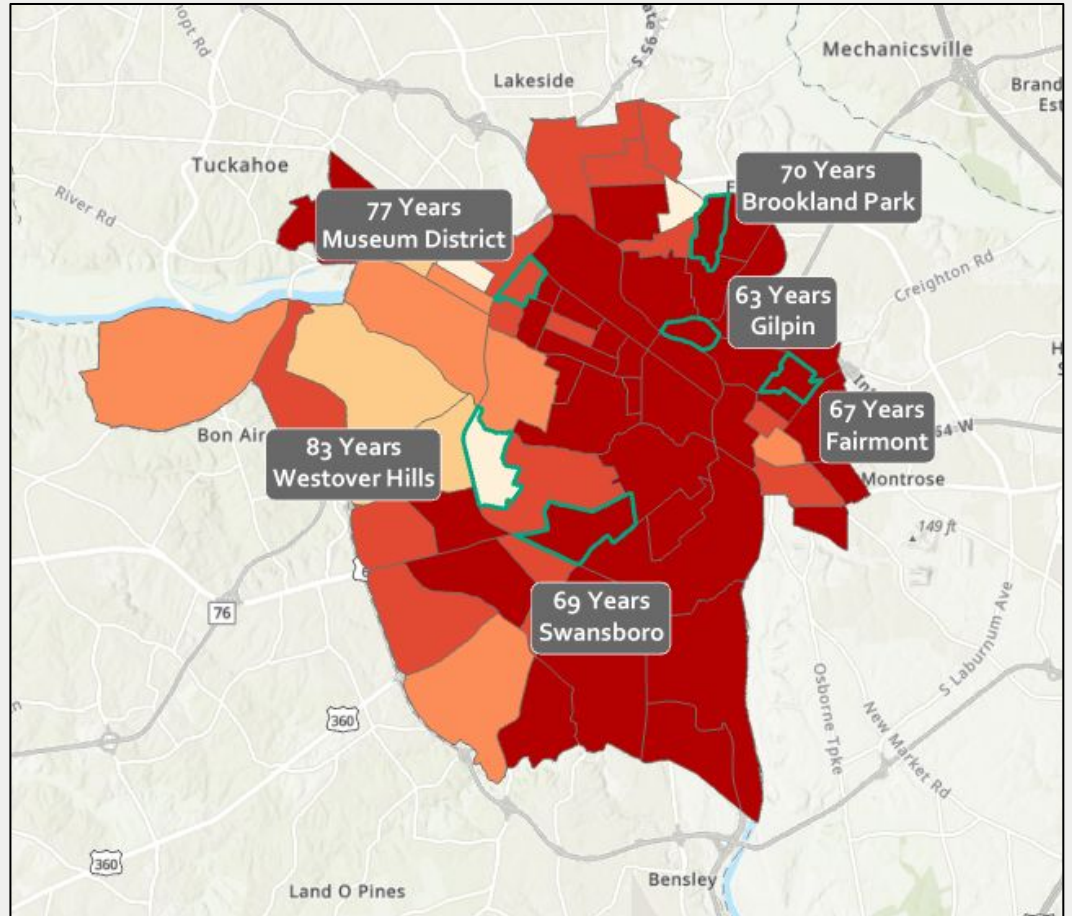 Mechanicsville
Lakeside
Tuckahoe
River Rd
70 Years
Brookland Park
77 Years
Museum District
Creighton Rd
63 Years
Gilpin
67 Years
Fairmont
Bon Air
83 Years
Westover Hills
Montrose
149 ft
76
69 Years
Swansboro
S Laburnum Ave
Osborne Tpke
New Market Rd
360
360
Bensley
Land O Pines